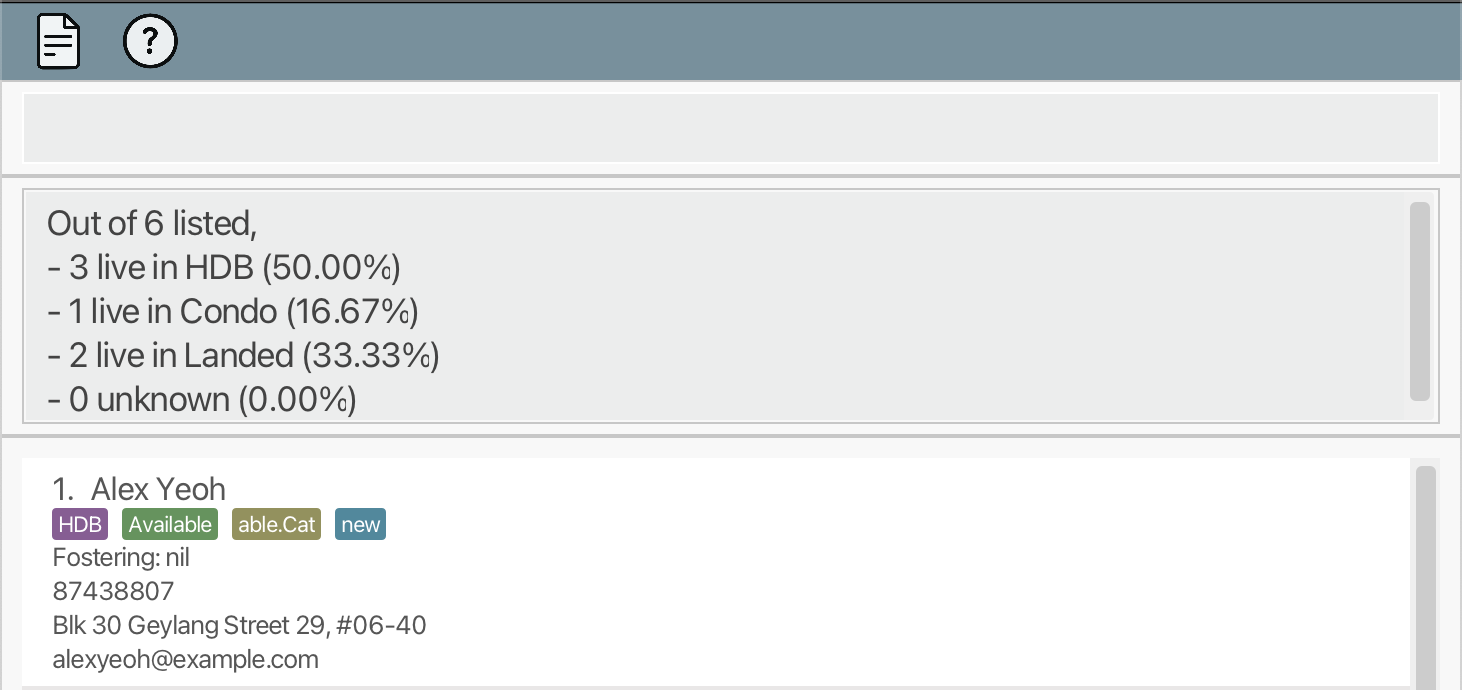 ?
Out of 6 listed,
- 3 live in HDB (50.00%)
- 1 live in Condo (16.67%)
- 2 live in Landed (33.33%)
- 0 unknown (0.00%)
1. Alex Yeoh
HDB Available able.Cat new
Fostering: nil
87438807
Blk 30 Geylang Street 29, #06-40
alexyeoh@example.com